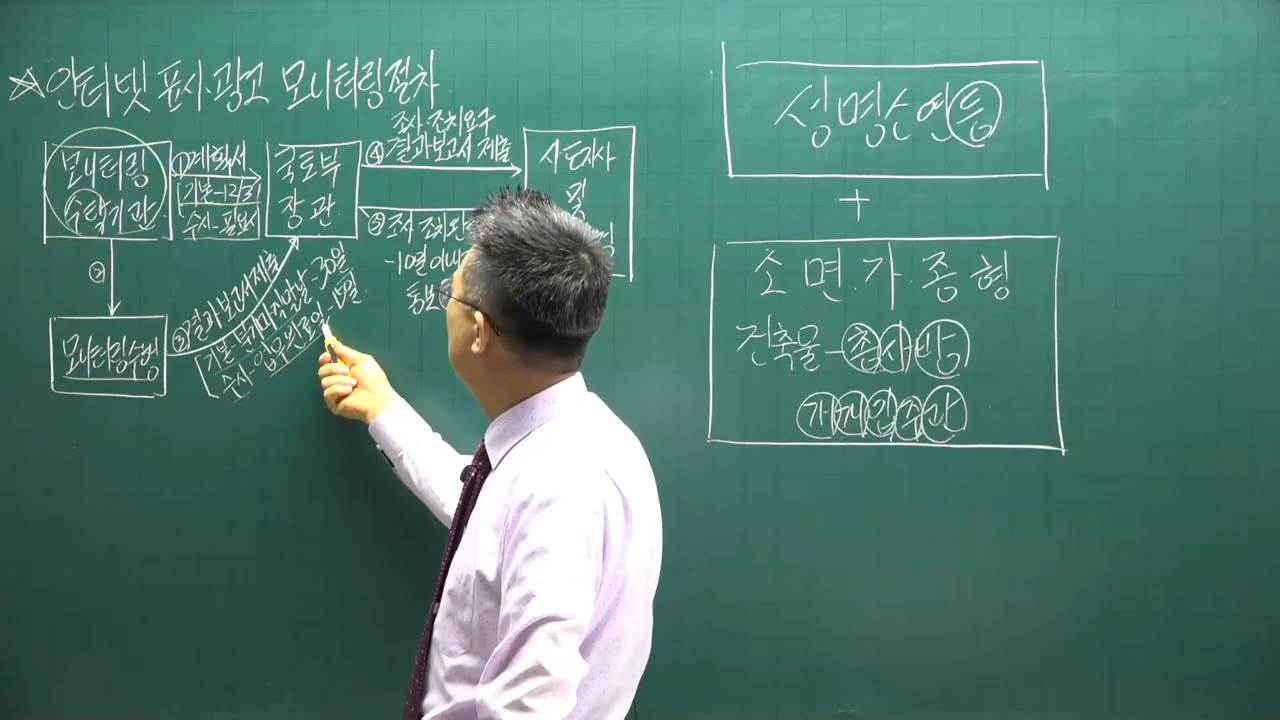 ☆인터넷 표시·광고 모니터링절차
모니터링
수탁기관
①계획서
기본-12/31
수시-필요시
국토부
장관
④조사·조치요구
결과보고서 제출
시·도지사
및
⑤조사·조치완
-10일이내
통보
②
모니터링수행
③결과보고서제출
기본-분기마지막날-30일
수시-업무완료일-15일
성명소연등
+
소·면·가·종·형
건축물-총사방
거래입주관